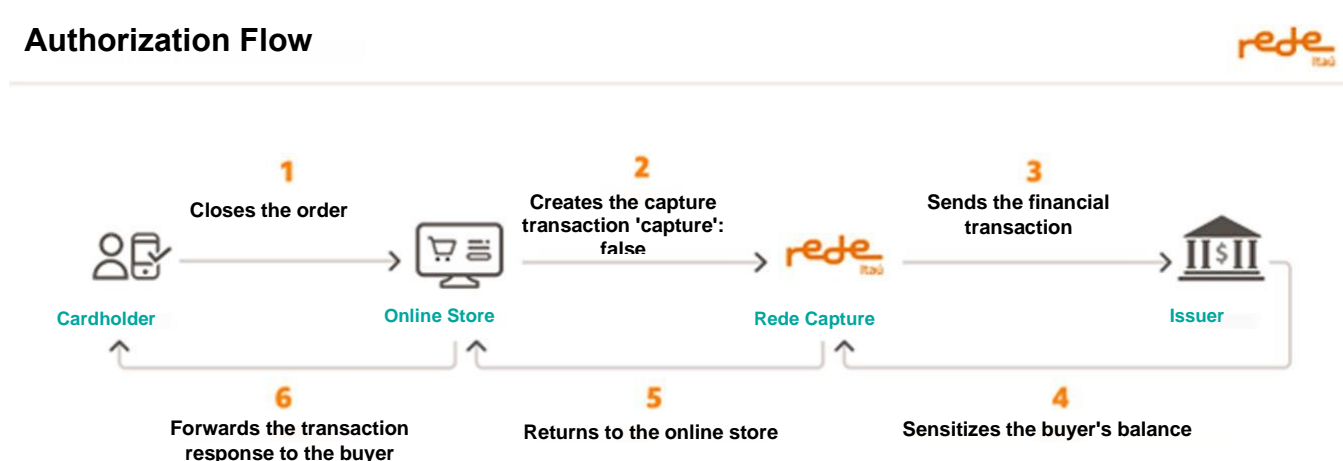 Authorization Flow
rede
Itaú
1
Closes the order
2
Creates the capture
transaction 'capture':
false
3
Sends the financial
transaction
rede
Itaú
Cardholder
Online Store
Rede Capture
Issuer
$
6
Forwards the transaction
response to the buyer
5
Returns to the online store
4
Sensitizes the buyer's balance